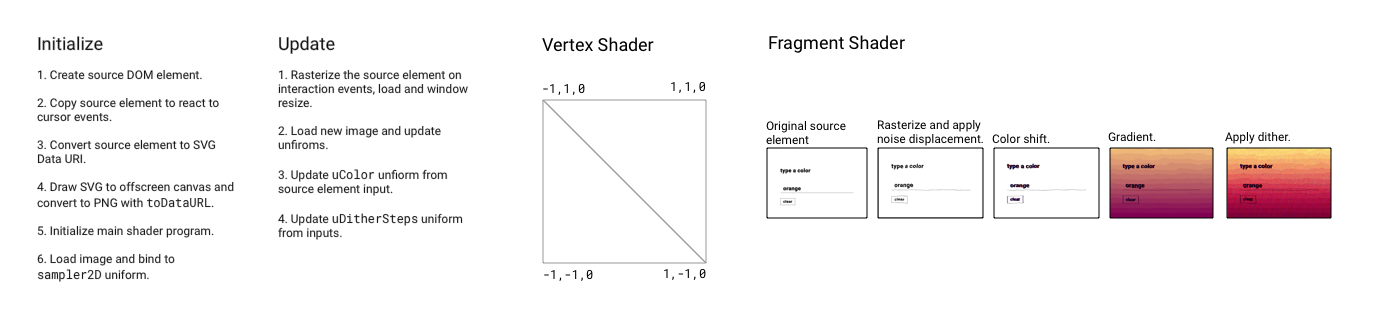 Initialize
1. Create source DOM element.
2. Copy source element to react to
cursor events.
3. Convert source element to SVG
Data URI.
4. Draw SVG to offscreen canvas and
convert to PNG with toDataURL.
5. Initialize main shader program.
6. Load image and bind to
sampler2D uniform.
Update
1. Rasterize the source element on
interaction events, load and window
resize.
2. Load new image and update
unfiroms.
3. Update uColor unfiorm from
source element input.
4. Update uDitherSteps uniform
from inputs.
Vertex Shader
-1,1,0
1,1,0
-1,-1,0
1,-1,0
Fragment Shader
Original source
element
type a color
orange
clear
Rasterize and apply
noise displacement.
type a color
orange
clear
Color shift.
type a color
orange
clear
Gradient.
type a color
orange
clear
Apply dither.
type a color
orange
clear